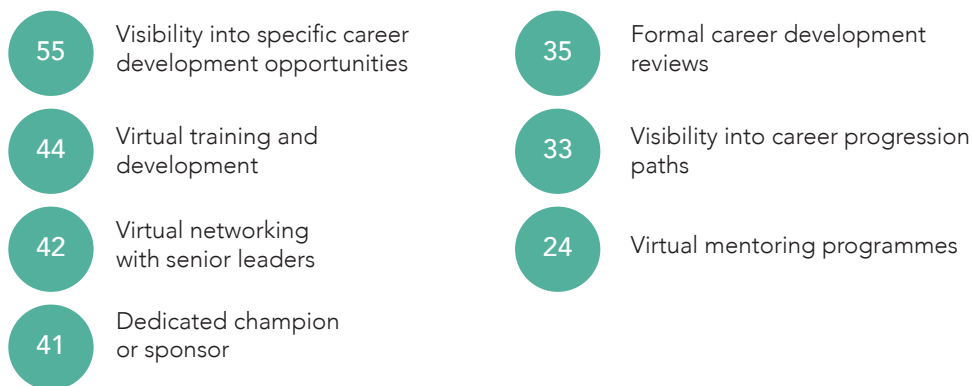 55
Visibility into specific career
development opportunities
44
Virtual training and
development
42
Virtual networking
with senior leaders
41
Dedicated champion
or sponsor
35
Formal career development
reviews
33
Visibility into career progression
paths
24
Virtual mentoring programmes